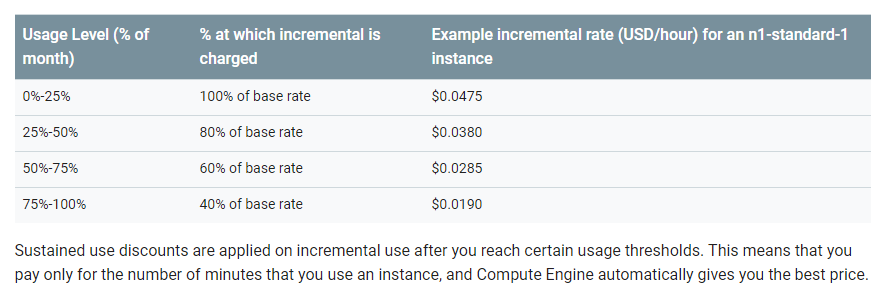 Usage Level (% of month) % at which incremental is charged Example incremental rate (USD/hour) for an n1-standard-1 instance
0%-25% 100% of base rate $0.0475
25%-50% 80% of base rate $0.0380
50%-75% 60% of base rate $0.0285
75%-100% 40% of base rate $0.0190
Sustained use discounts are applied on incremental use after you reach certain usage thresholds. This means that you
pay only for the number of minutes that you use an instance, and Compute Engine automatically gives you the best price.